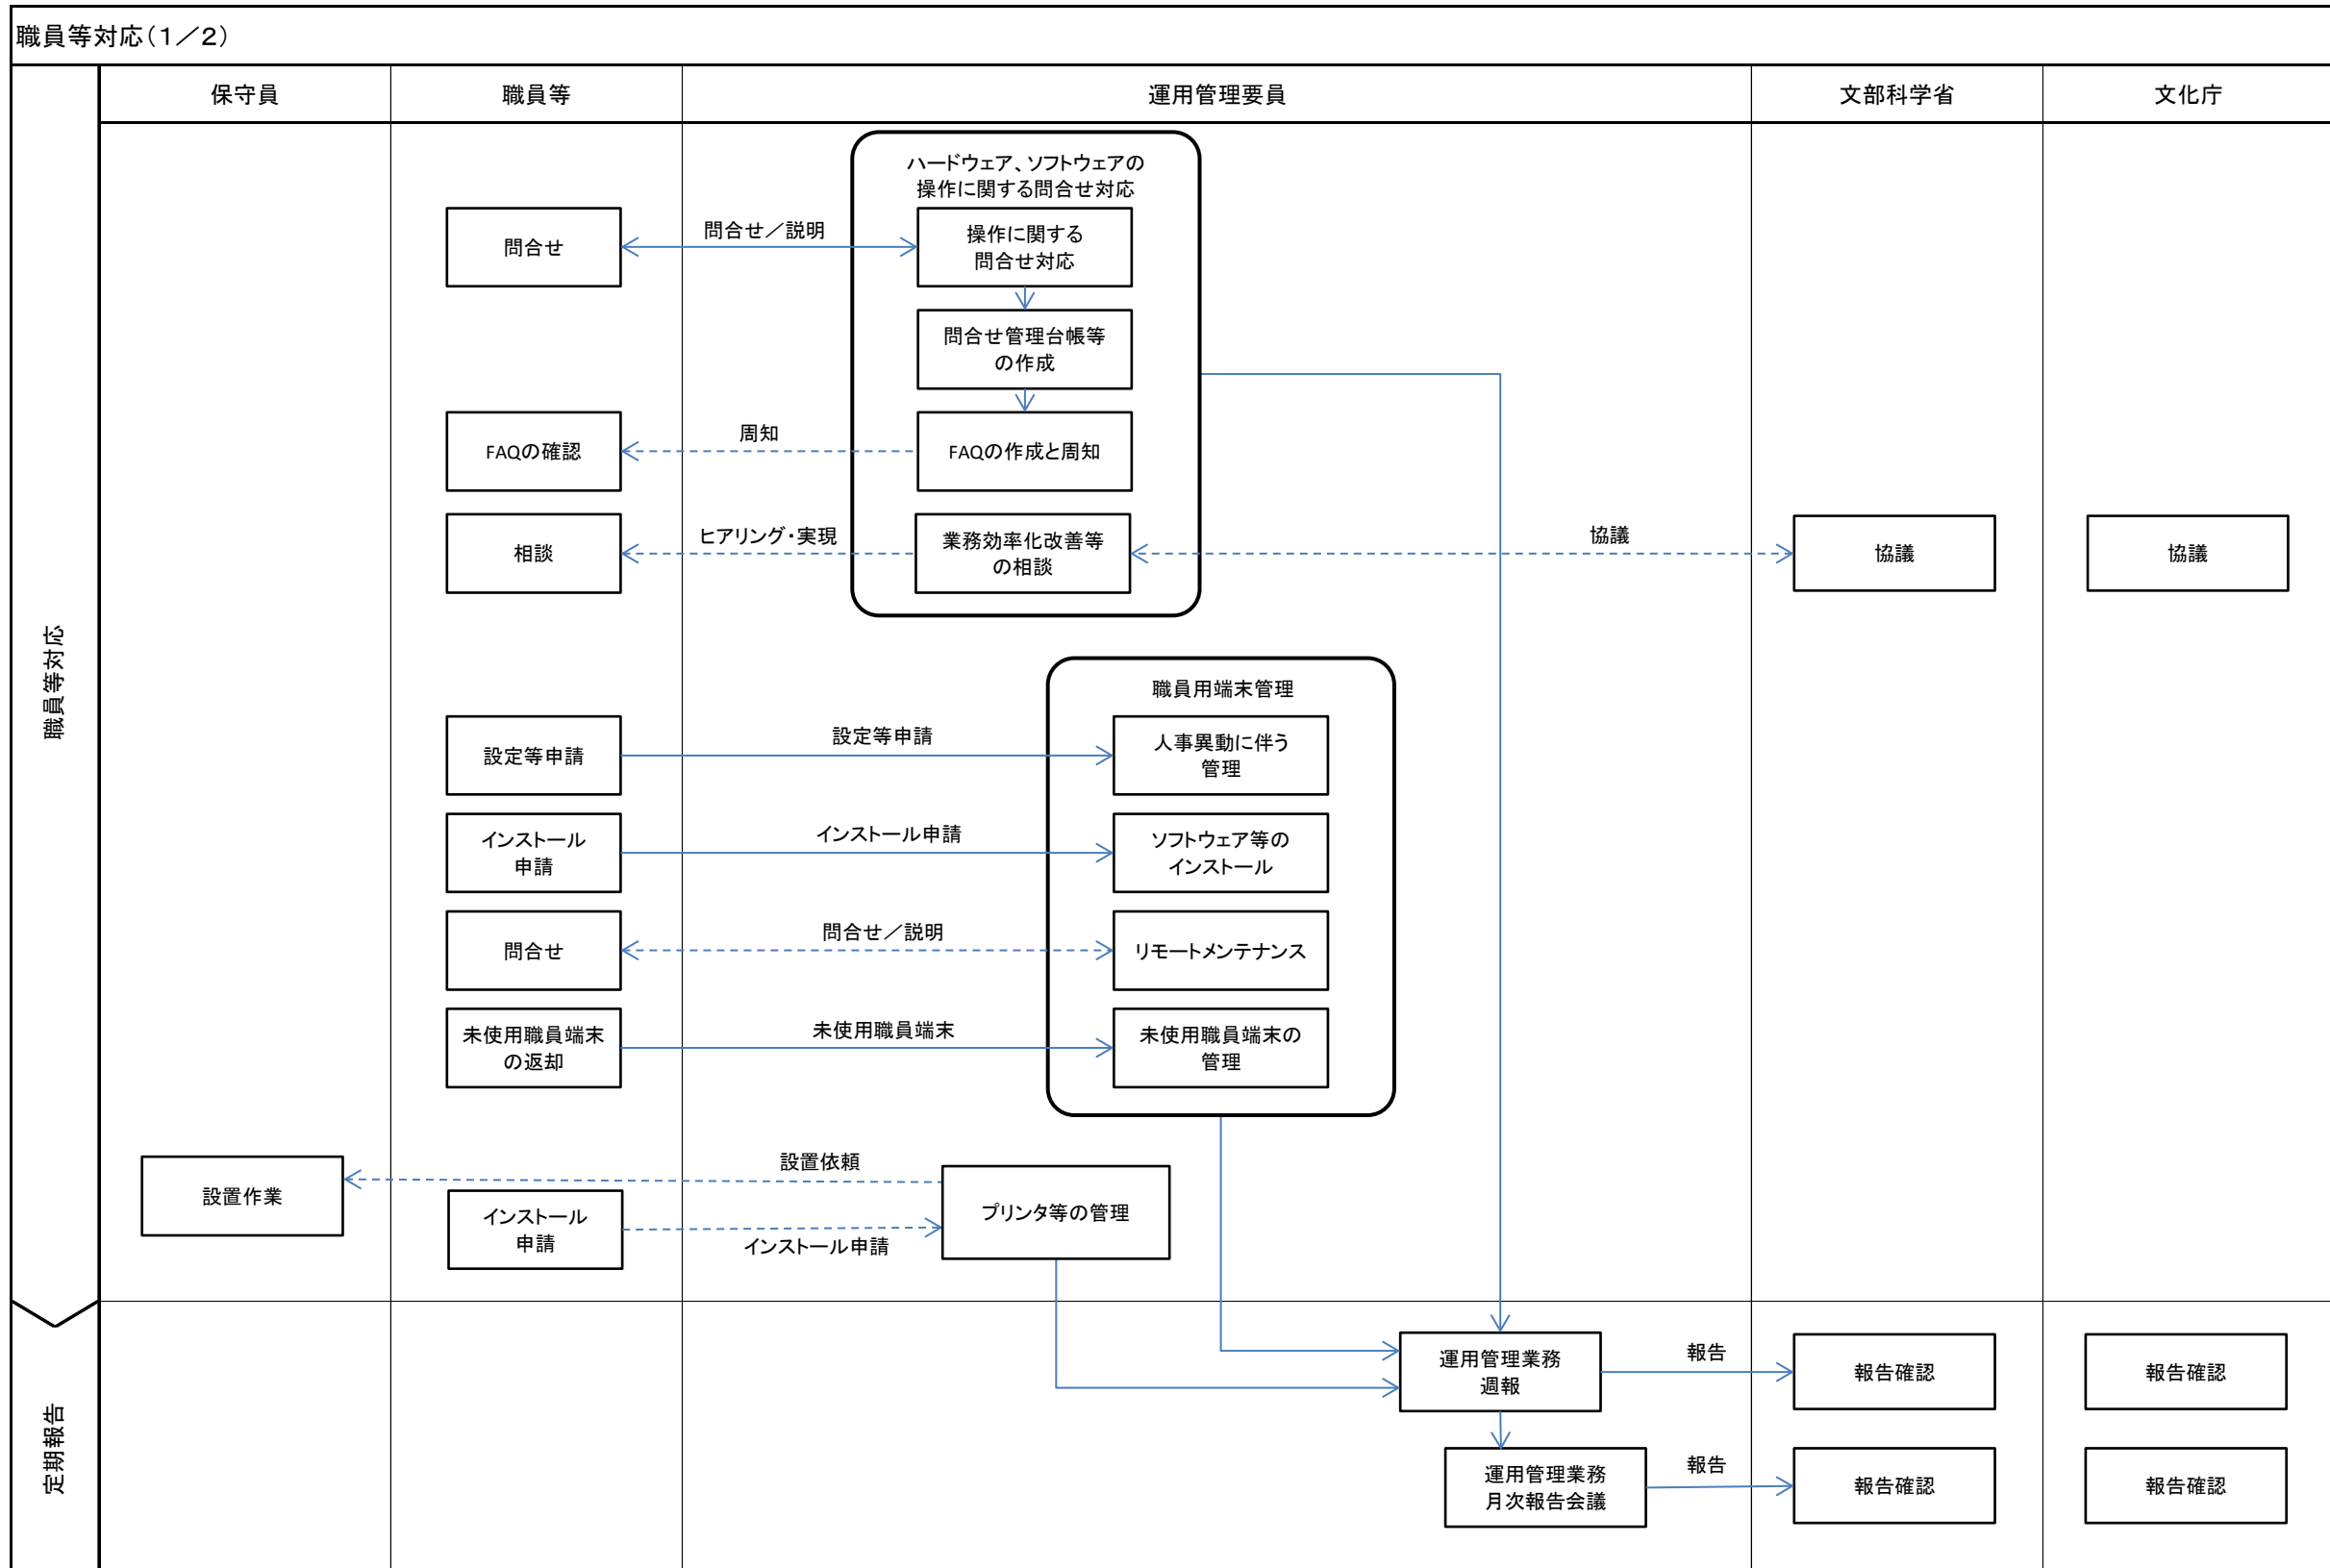 職員等対応（１／２）
保守員
職員等
運用管理要員
文部科学省
文化庁
職員等対応
ハードウェア、ソフトウェアの
操作に関する問合せ対応
問合せ
問合せ／説明
操作に関する
問合せ対応
問合せ管理台帳等
の作成
FAQの確認
周知
FAQの作成と周知
相談
ヒアリング・実現
業務効率化改善等
の相談
協議
協議
協議
職員用端末管理
設定等申請
設定等申請
人事異動に伴う
管理
インストール
申請
インストール申請
ソフトウェア等の
インストール
問合せ
問合せ／説明
リモートメンテナンス
未使用職員端末
の返却
未使用職員端末
未使用職員端末の
管理
設置作業
設置依頼
プリンタ等の管理
インストール
申請
インストール申請
定期報告
運用管理業務
週報
報告
報告確認
報告確認
運用管理業務
月次報告会議
報告
報告確認
報告確認